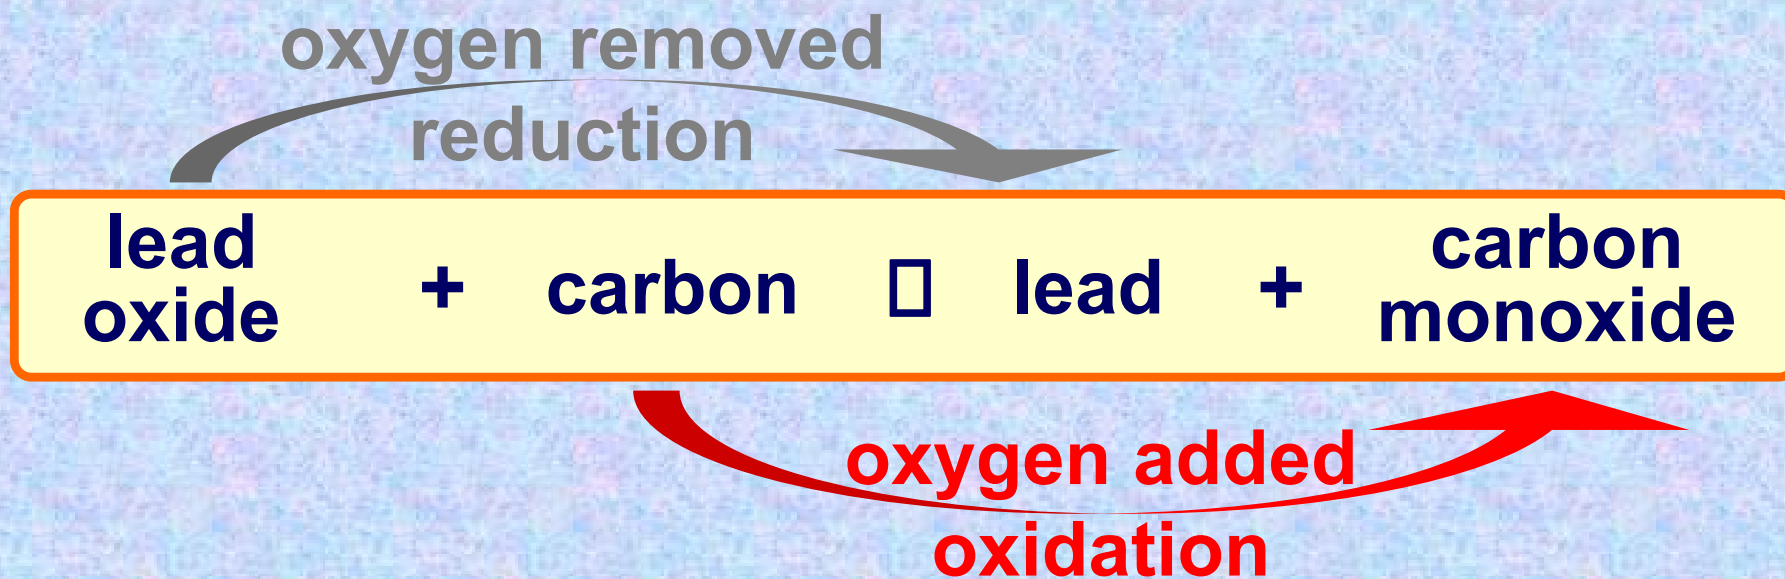 oxygen removed
reduction
lead oxide + carbon □ lead + carbon monoxide
oxygen added
oxidation